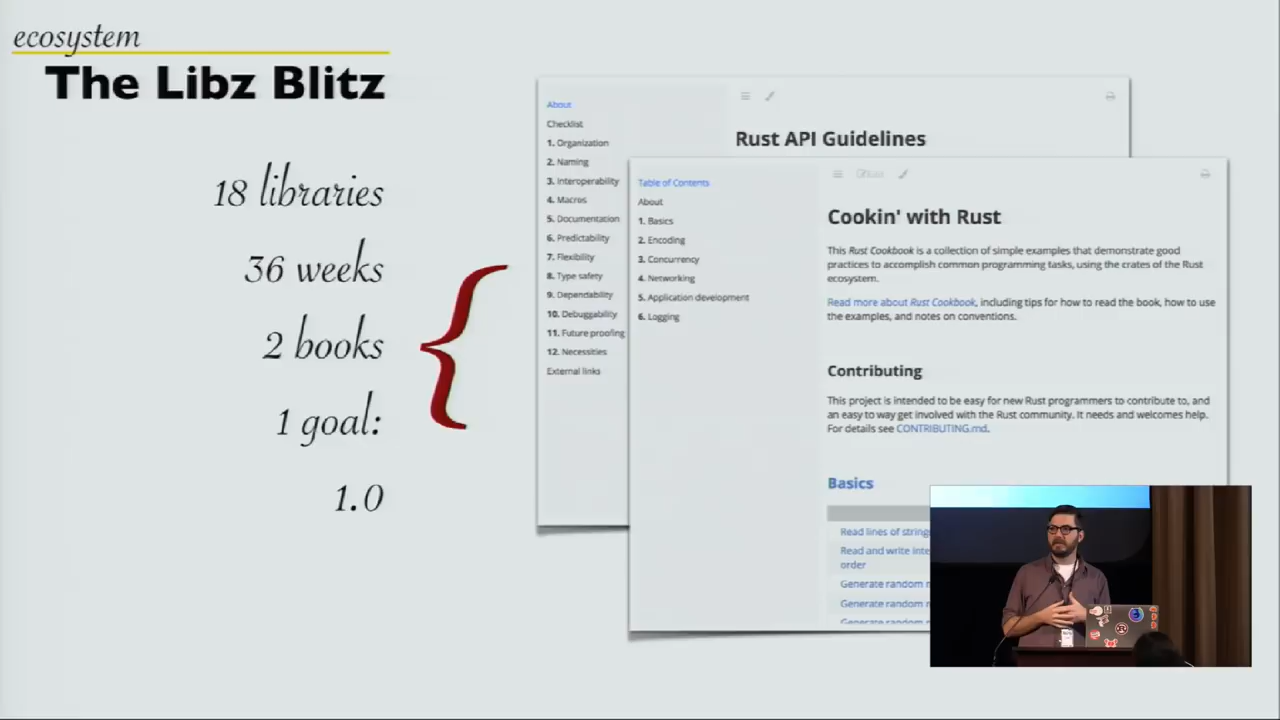 ecosystem
The Libz Blitz
18 libraries
36 weeks
2 books
1 goal:
1.0
About
Checklist
1. Organization
2. Naming
3. Interoperability
4. Macros
5. Documentation
6. Predictability
7. Flexibility
8. Type safety
9. Dependability
10. Debuggability
11. Future proofing
12. Necessities
External links
Rust API Guidelines
Table of Contents
About
1. Basics
2. Encoding
3. Concurrency
4. Networking
5. Application development
6. Logging
Cookin' with Rust
This Rust Cookbook is a collection of simple examples that demonstrate good
practices to accomplish common programming tasks, using the crates of the Rust
ecosystem.
Read more about Rust Cookbook, including tips for how to read the book, how to use
the examples, and notes on conventions.
Contributing
This project is intended to be easy for new Rust programmers to contribute to, and
an easy to way get involved with the Rust community. It needs and welcomes help.
For details see CONTRIBUTING.md.
Basics
Read lines of string
Read and write inte
order
Generate random
Generate random
Generate random